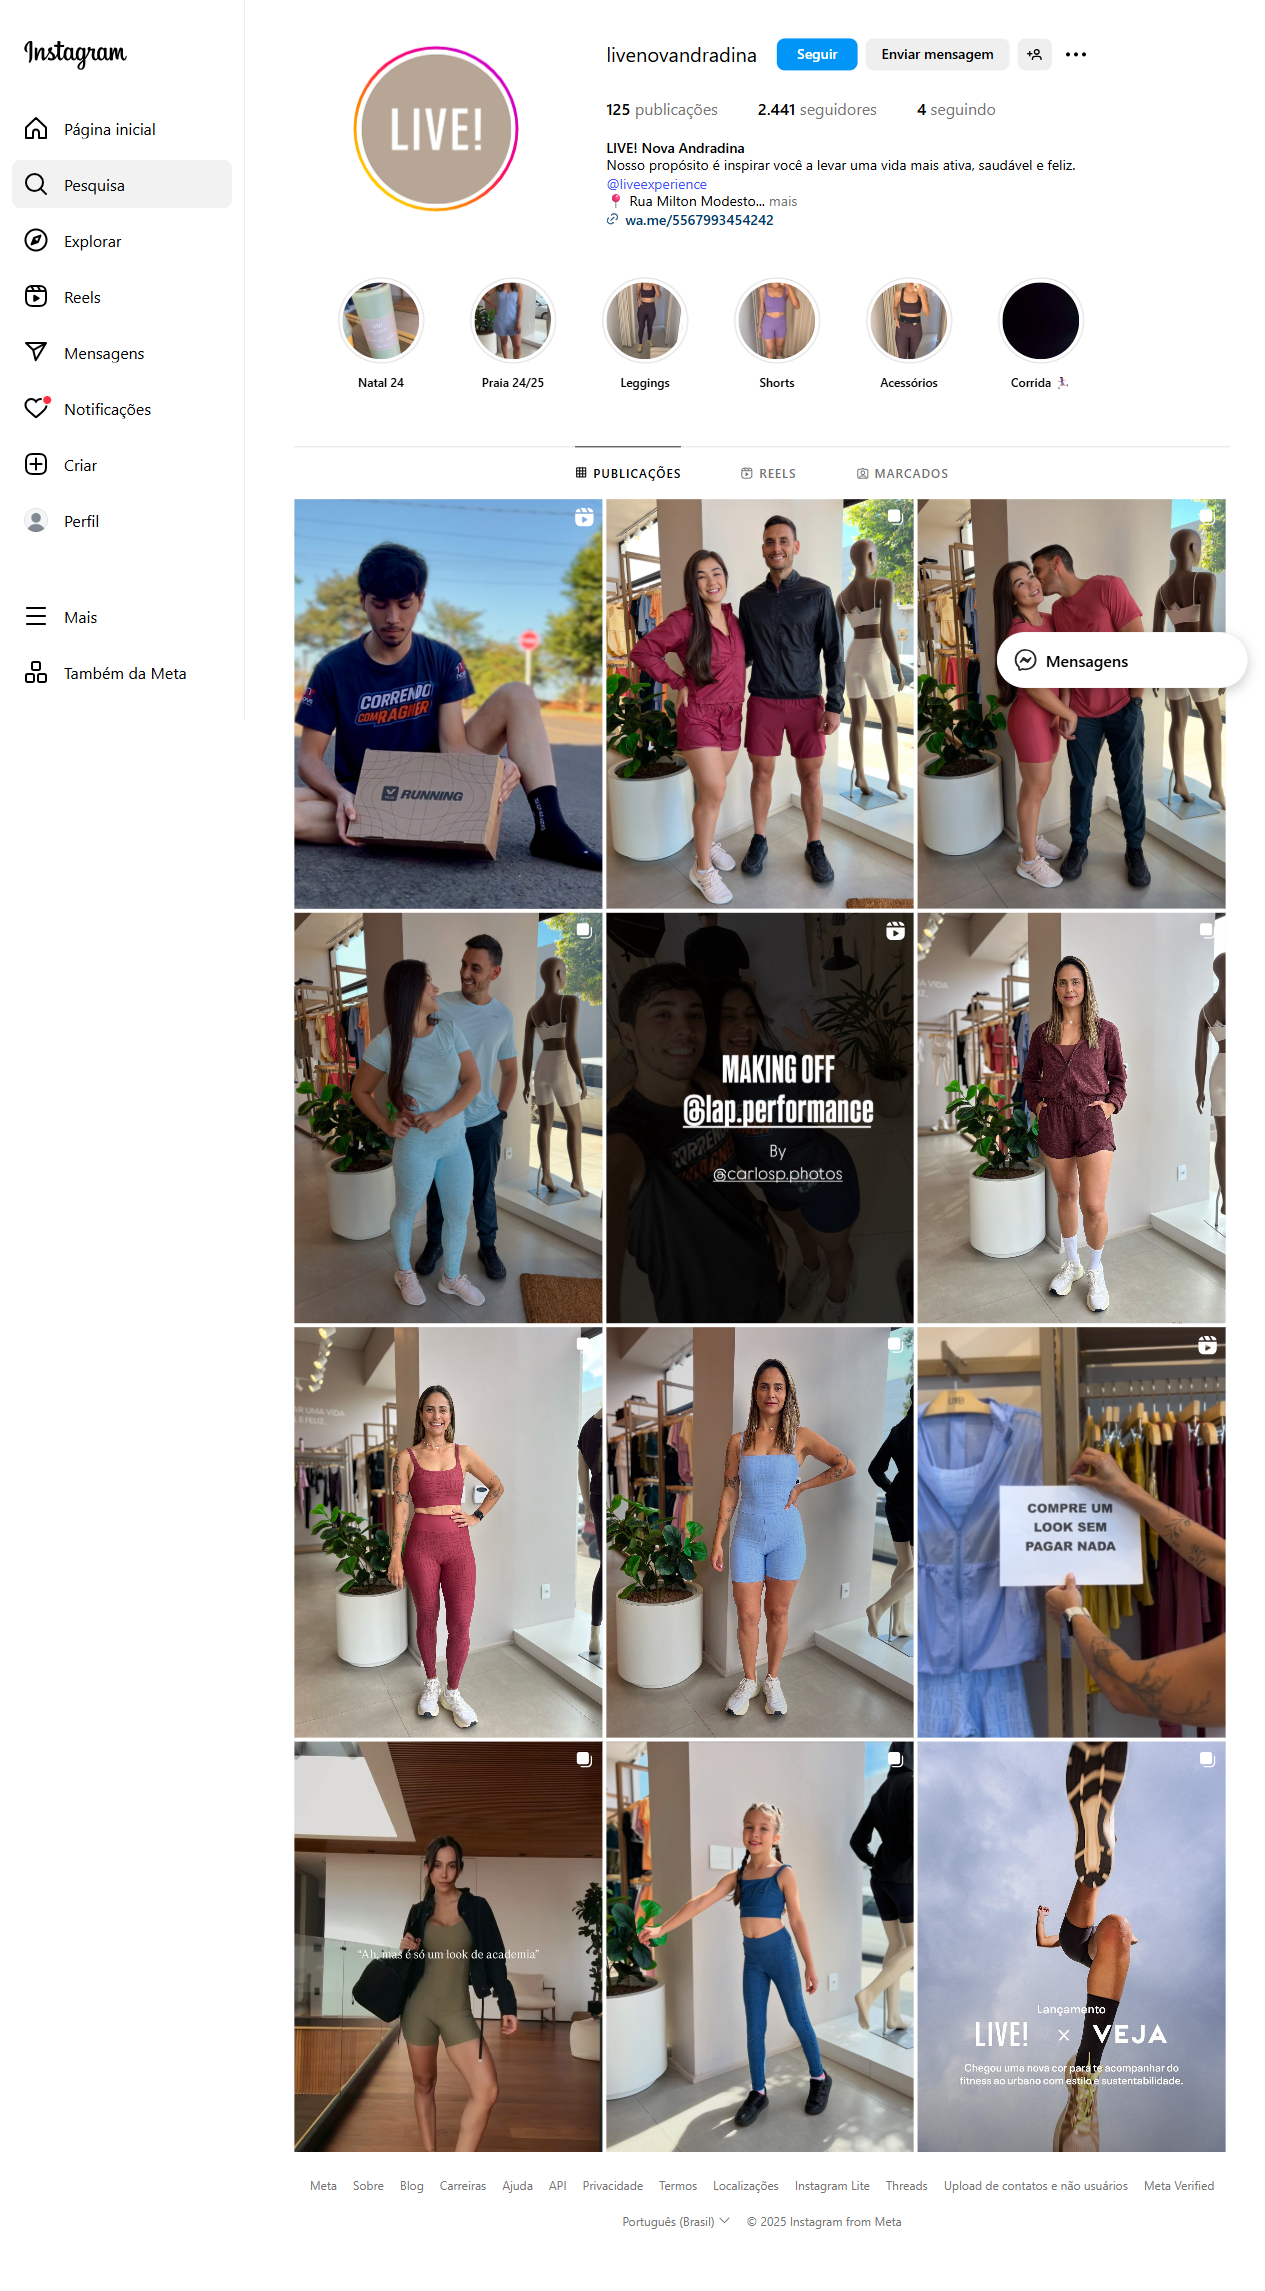 Instagram
Página inicial
Pesquisa
Explorar
Reels
Mensagens
Notificações
Criar
Perfil
Mais
Também da Meta
LIVE!
livenovandradina
Seguir
Enviar mensagem
125 publicações
2.441 seguidores
4 seguindo
LIVE! Nova Andradina
Nosso propósito é inspirar você a levar uma vida mais ativa, saudável e feliz.
@liveexperience
📍 Rua Milton Modesto... mais
wa.me/5567993454242
Natal 24
Praia 24/25
Leggings
Shorts
Acessórios
Corrida
PUBLICAÇÕES
REELS
MARCADOS
CORRENDO
COM RAGNER
RUNNING
Mensagens
MAKING OFF
@lap.performance
By
@carlosp.photos
AR UMA VIDA
E FELIZ.
LIVE!
COMPRE UM
LOOK SEM
PAGAR NADA
“Ah, mas é só um look de academia”
Lançamento
LIVE! x VEJA
Chegou uma nova cor para te acompanhar do
fitness ao urbano com estilo e sustentabilidade.
Meta
Sobre
Blog
Carreiras
Ajuda
API
Privacidade
Termos
Localizações
Instagram Lite
Threads
Upload de contatos e não usuários
Meta Verified
Português (Brasil)
© 2025 Instagram from Meta